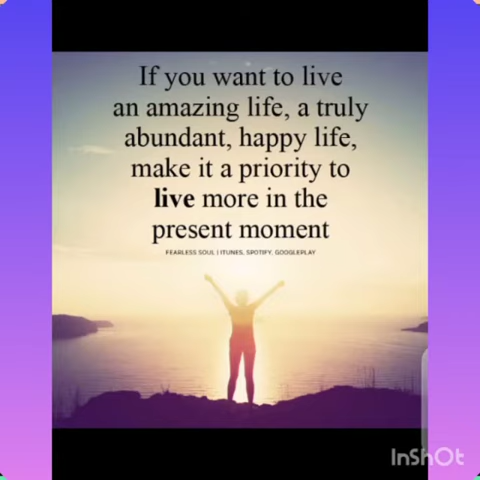 If you want to live
an amazing life, a truly
abundant, happy life,
make it a priority to
live more in the
present moment
FEARLESS SOUL | ITUNES, SPOTIFY, GOOGLEPLAY
InShOt